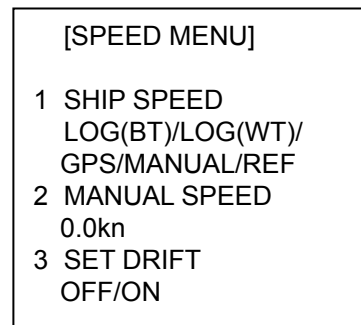 [SPEED MENU]
1 SHIP SPEED
LOG(BT)/LOG(WT)/
GPS/MANUAL/REF
2 MANUAL SPEED
0.0kn
3 SET DRIFT
OFF/ON